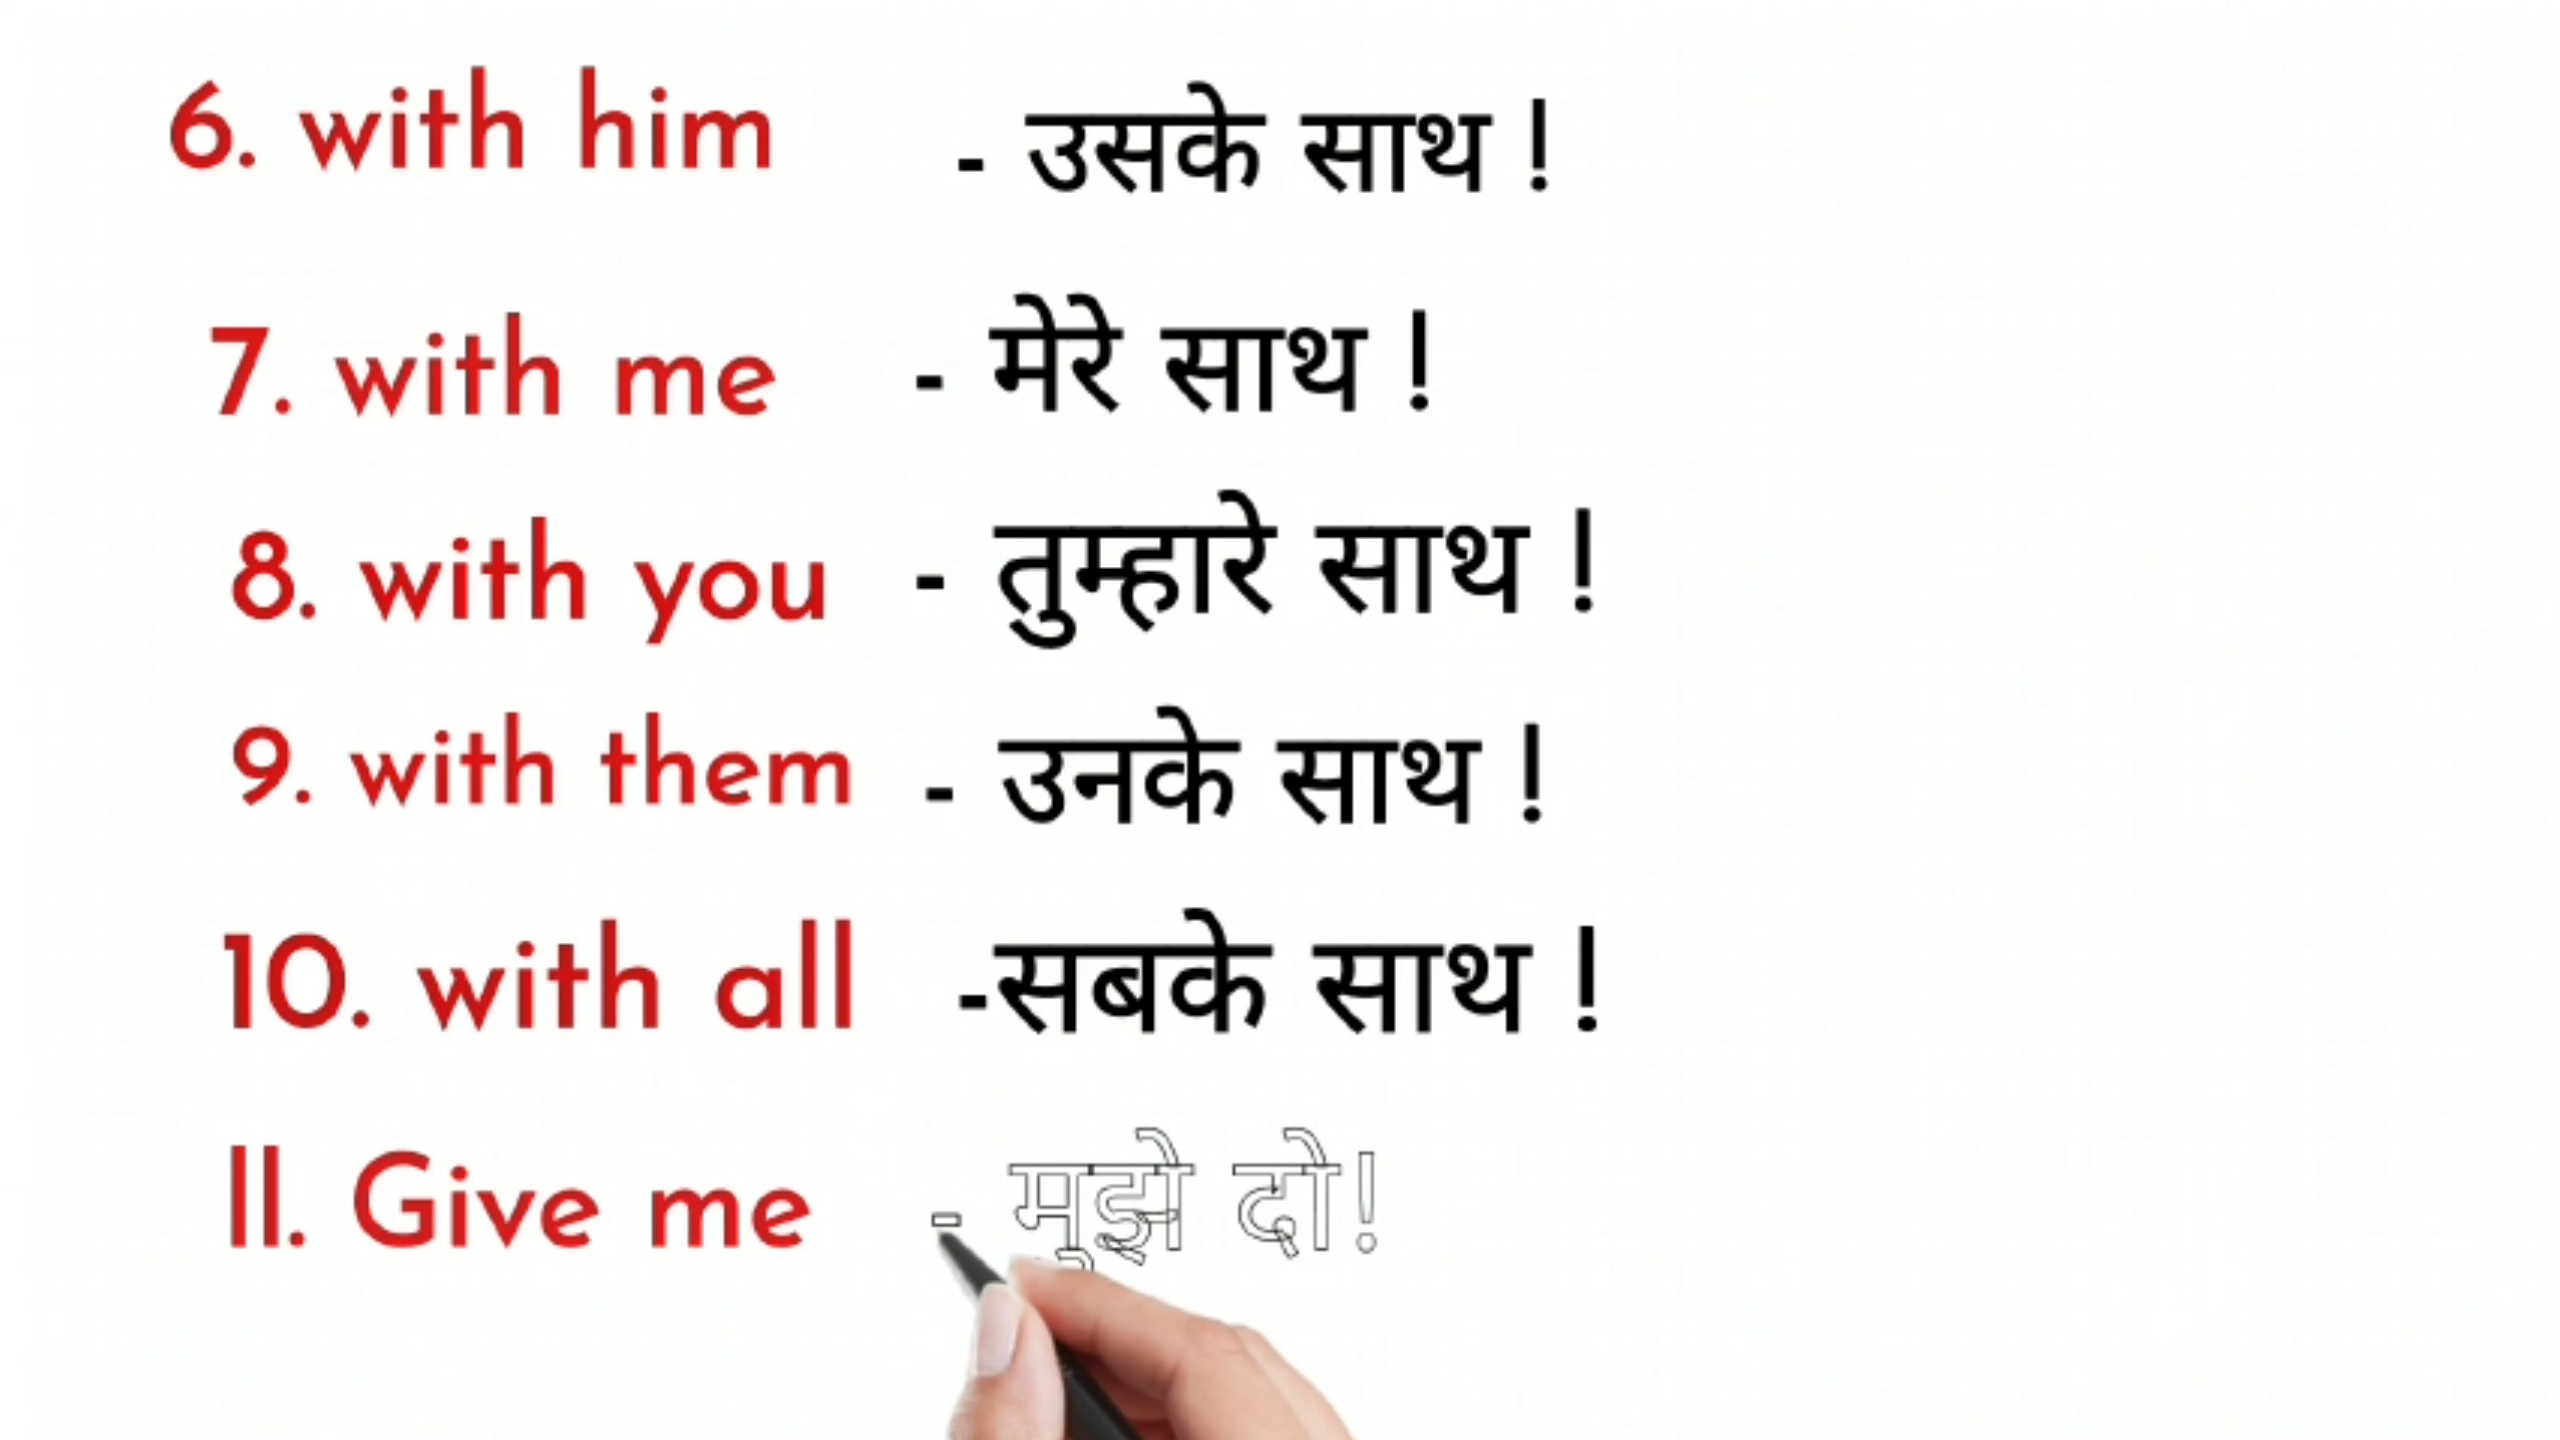 6. with him - उसके साथ !
7. with me - मेरे साथ !
8. with you - तुम्हारे साथ !
9. with them - उनके साथ !
10. with all -सबके साथ !
11. Give me - मुझे दो!